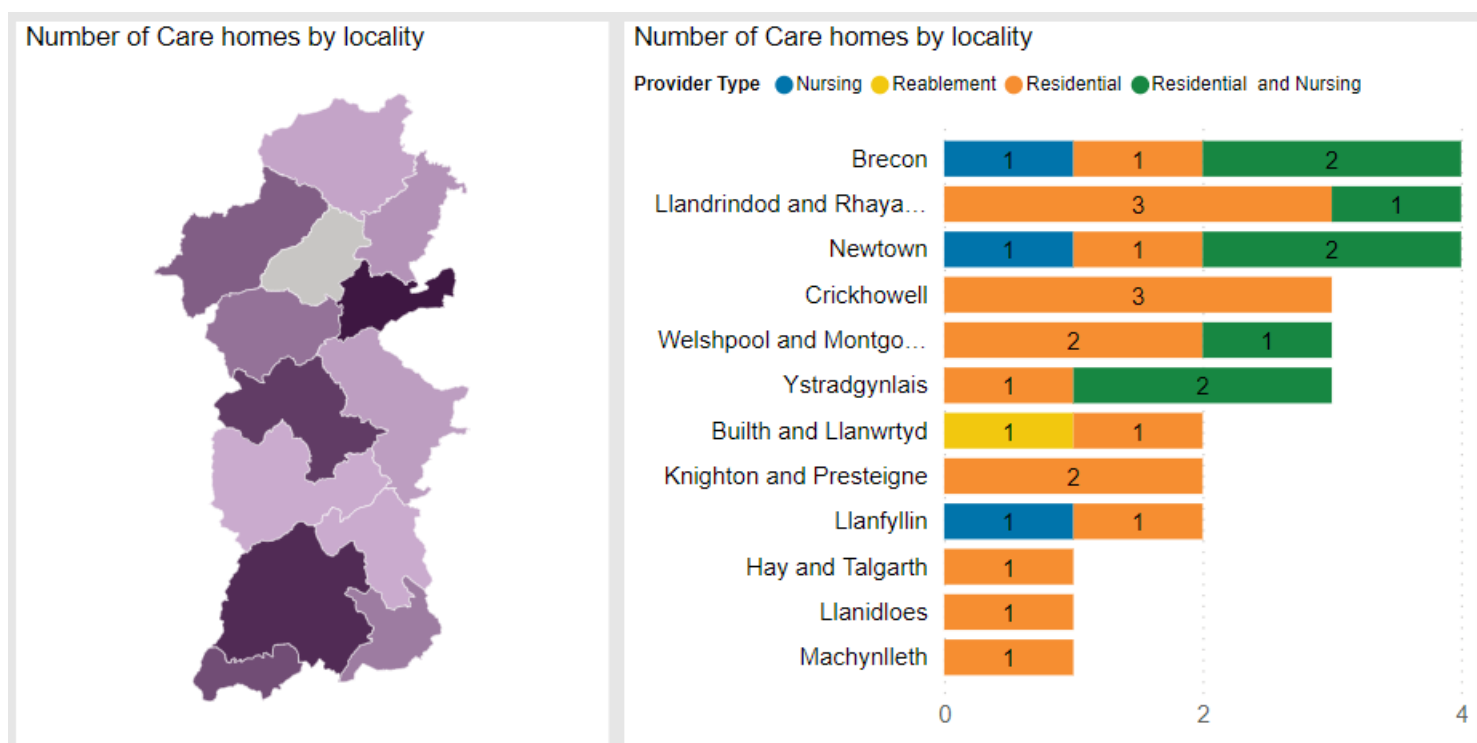 Number of Care homes by locality
Number of Care homes by locality
Provider Type Nursing Reablement Residential Residential and Nursing
Brecon 1 1 2
Llandrindod and Rhaya... 3 1
Newtown 1 1 2
Crickhowell 3
Welshpool and Montgo... 2 1
Ystradgynlais 1 2
Builth and Llanwrtyd 1 1
Knighton and Presteigne 2
Llanfyllin 1 1
Hay and Talgarth 1
Llanidloes 1
Machynlleth 1
0 2 4